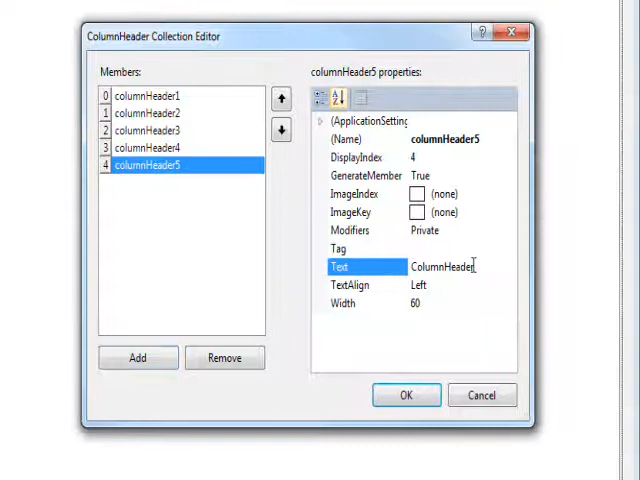 ColumnHeader Collection Editor
Members:
0 columnHeader1
1 columnHeader2
2 columnHeader3
3 columnHeader4
4 columnHeader5
Add
Remove
columnHeader5 properties:
(ApplicationSetting
(Name) columnHeader5
DisplayIndex 4
GenerateMember True
ImageIndex (none)
ImageKey (none)
Modifiers Private
Tag
Text ColumnHeader
TextAlign Left
Width 60
OK
Cancel